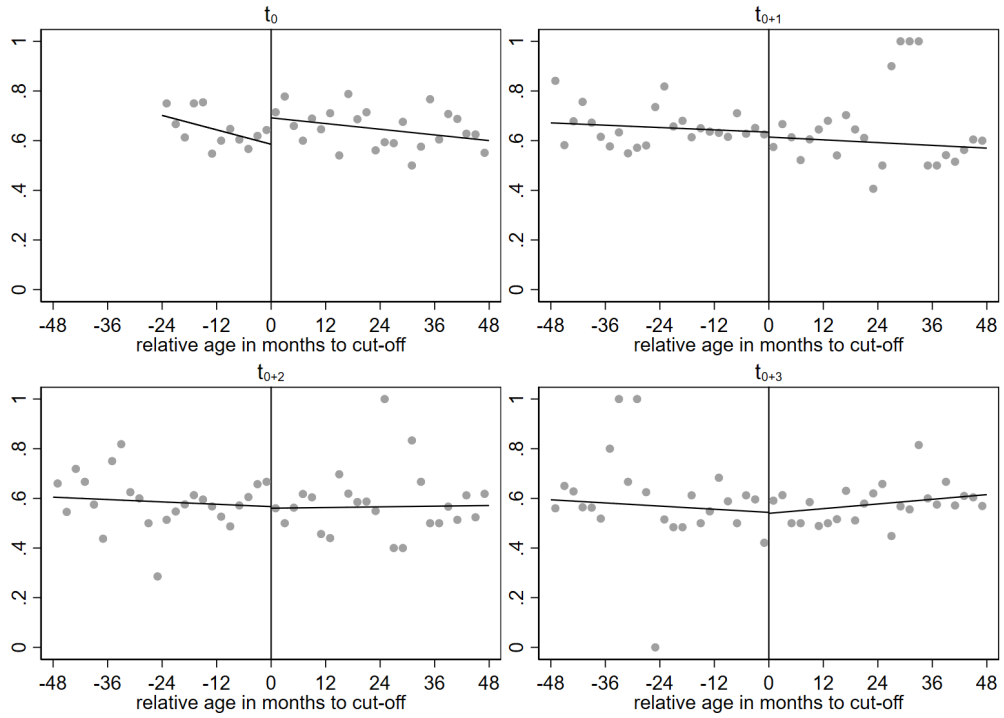 t₀
t₀₊₁
1
.8
.6
.4
.2
0
1
.8
.6
.4
.2
0
-48 -36 -24 -12 0 12 24 36 48
-48 -36 -24 -12 0 12 24 36 48
relative age in months to cut-off
relative age in months to cut-off
t₀₊₂
t₀₊₃
1
.8
.6
.4
.2
0
1
.8
.6
.4
.2
0
-48 -36 -24 -12 0 12 24 36 48
-48 -36 -24 -12 0 12 24 36 48
relative age in months to cut-off
relative age in months to cut-off